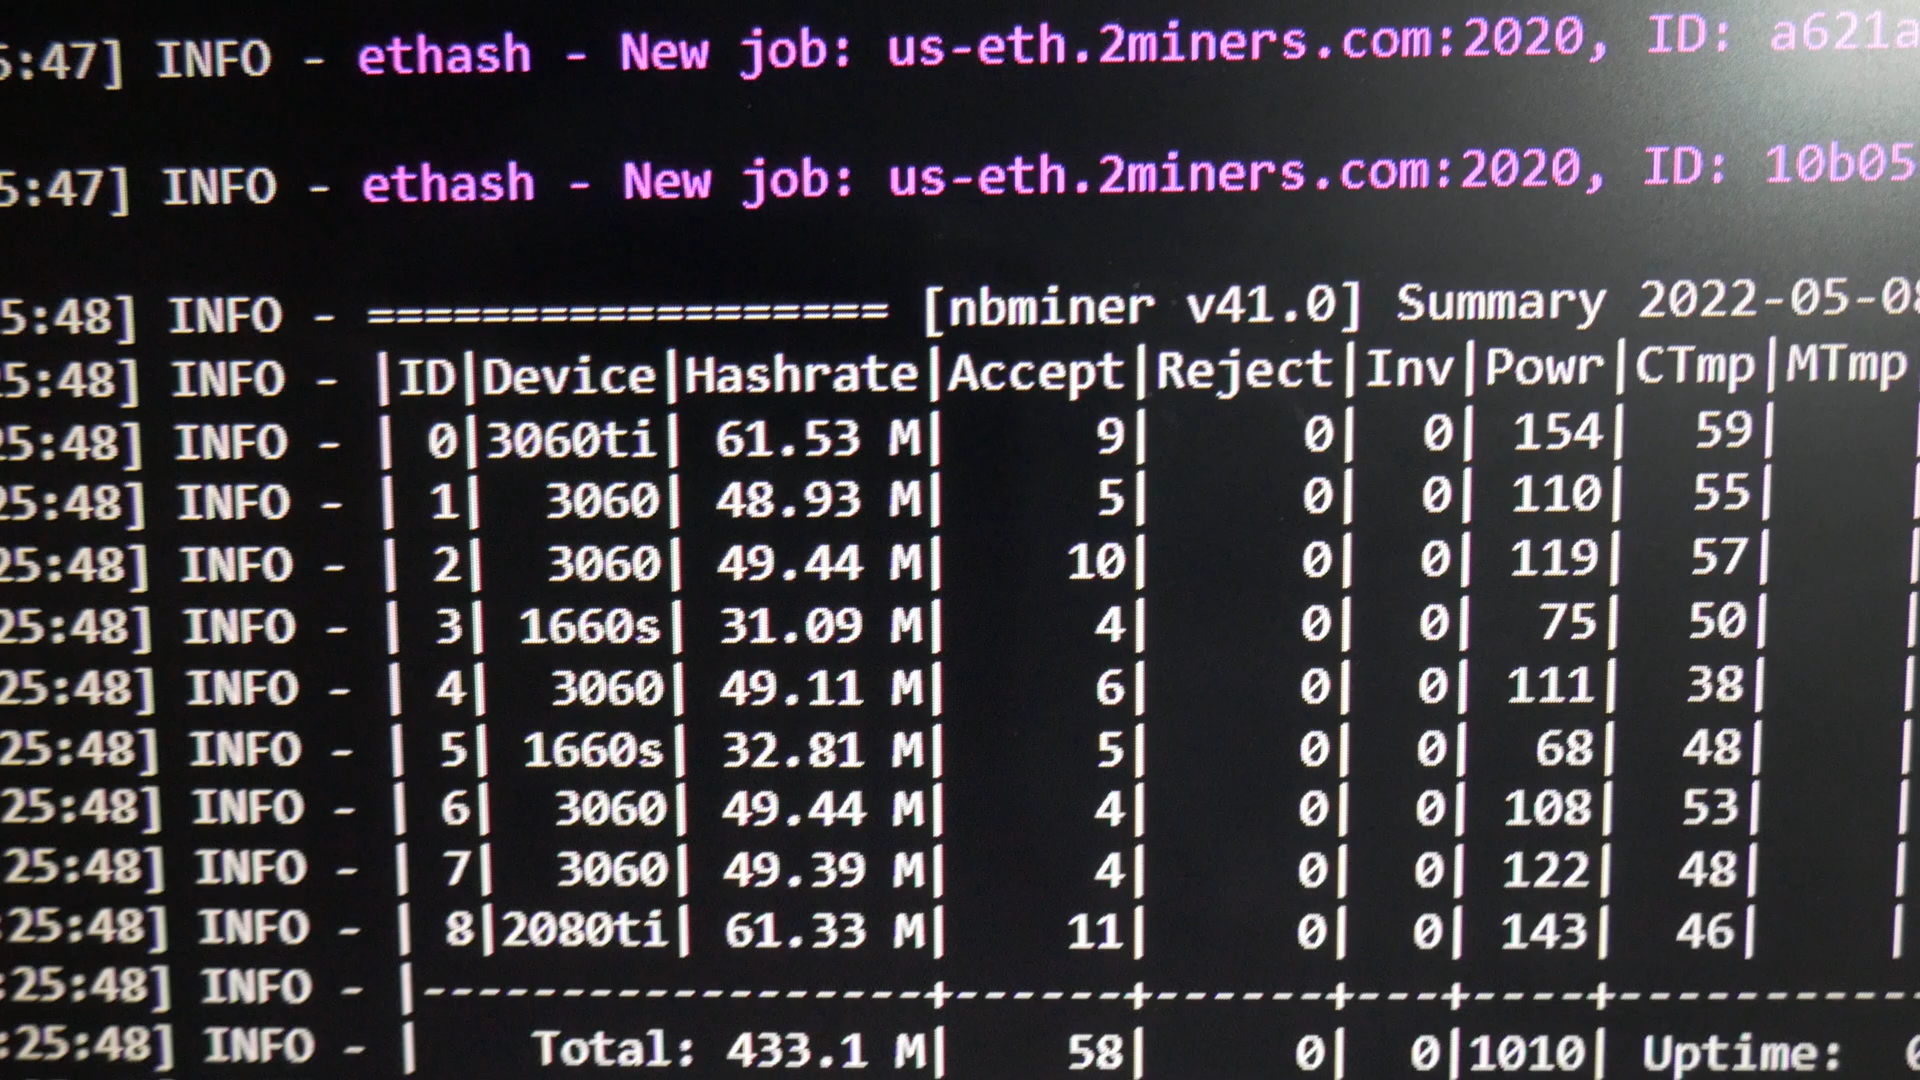 5:47] INFO - ethash - New job: us-eth.2miners.com:2020, ID: a621a
5:47] INFO - ethash - New job: us-eth.2miners.com:2020, ID: 10b05
5:48] INFO - ================== [nbminer v41.0] Summary 2022-05-08
25:48] INFO - |ID|Device|Hashrate|Accept|Reject|Inv|Powr|CTmp|MTmp
25:48] INFO - | 0|3060ti| 61.53 M| 9| 0| 0| 154| 59| |
25:48] INFO - | 1| 3060| 48.93 M| 5| 0| 0| 110| 55| |
25:48] INFO - | 2| 3060| 49.44 M| 10| 0| 0| 119| 57| |
25:48] INFO - | 3| 1660s| 31.09 M| 4| 0| 0| 75| 50| |
25:48] INFO - | 4| 3060| 49.11 M| 6| 0| 0| 111| 38| |
25:48] INFO - | 5| 1660s| 32.81 M| 5| 0| 0| 68| 48| |
25:48] INFO - | 6| 3060| 49.44 M| 4| 0| 0| 108| 53| |
25:48] INFO - | 7| 3060| 49.39 M| 4| 0| 0| 122| 48| |
:25:48] INFO - | 8|2080ti| 61.33 M| 11| 0| 0| 143| 46| |
:25:48] INFO - |------------------+------+------+---+----+-----------
:25:48] INFO - | Total: 433.1 M| 58| 0| 0|1010| Uptime: